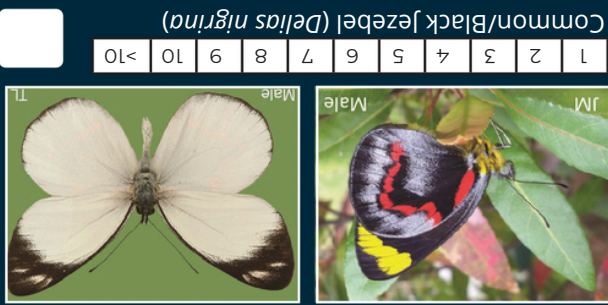 JM Male Male TL
1 2 3 4 5 6 7 8 9 10 >10
Common/Black Jezebel (Delias nigrina)